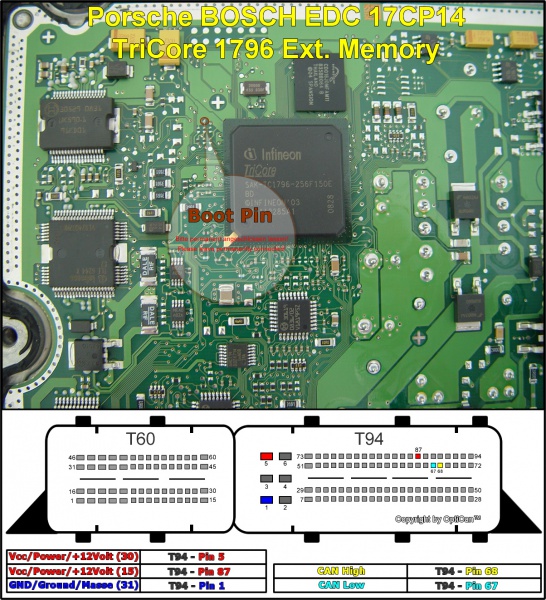 Porsche BOSCH EDC 17CP14
TriCore 1796 Ext. Memory
Infineon
TriCore
SAK-TC1796-256F150E
Boot Pin
DALE
DALE
T60
T94
46
60
31
45
16
30
1
15
5
6
3
4
1
2
73
87
94
51
67
68
72
29
50
7
28
Copyright by OptiCan™
Vcc/Power/+12Volt (30) T94 - Pin 5
Vcc/Power/+12Volt (15) T94 - Pin 87
GND/Ground/Masse (31) T94 - Pin 1
CAN High T94 - Pin 68
CAN Low T94 - Pin 67